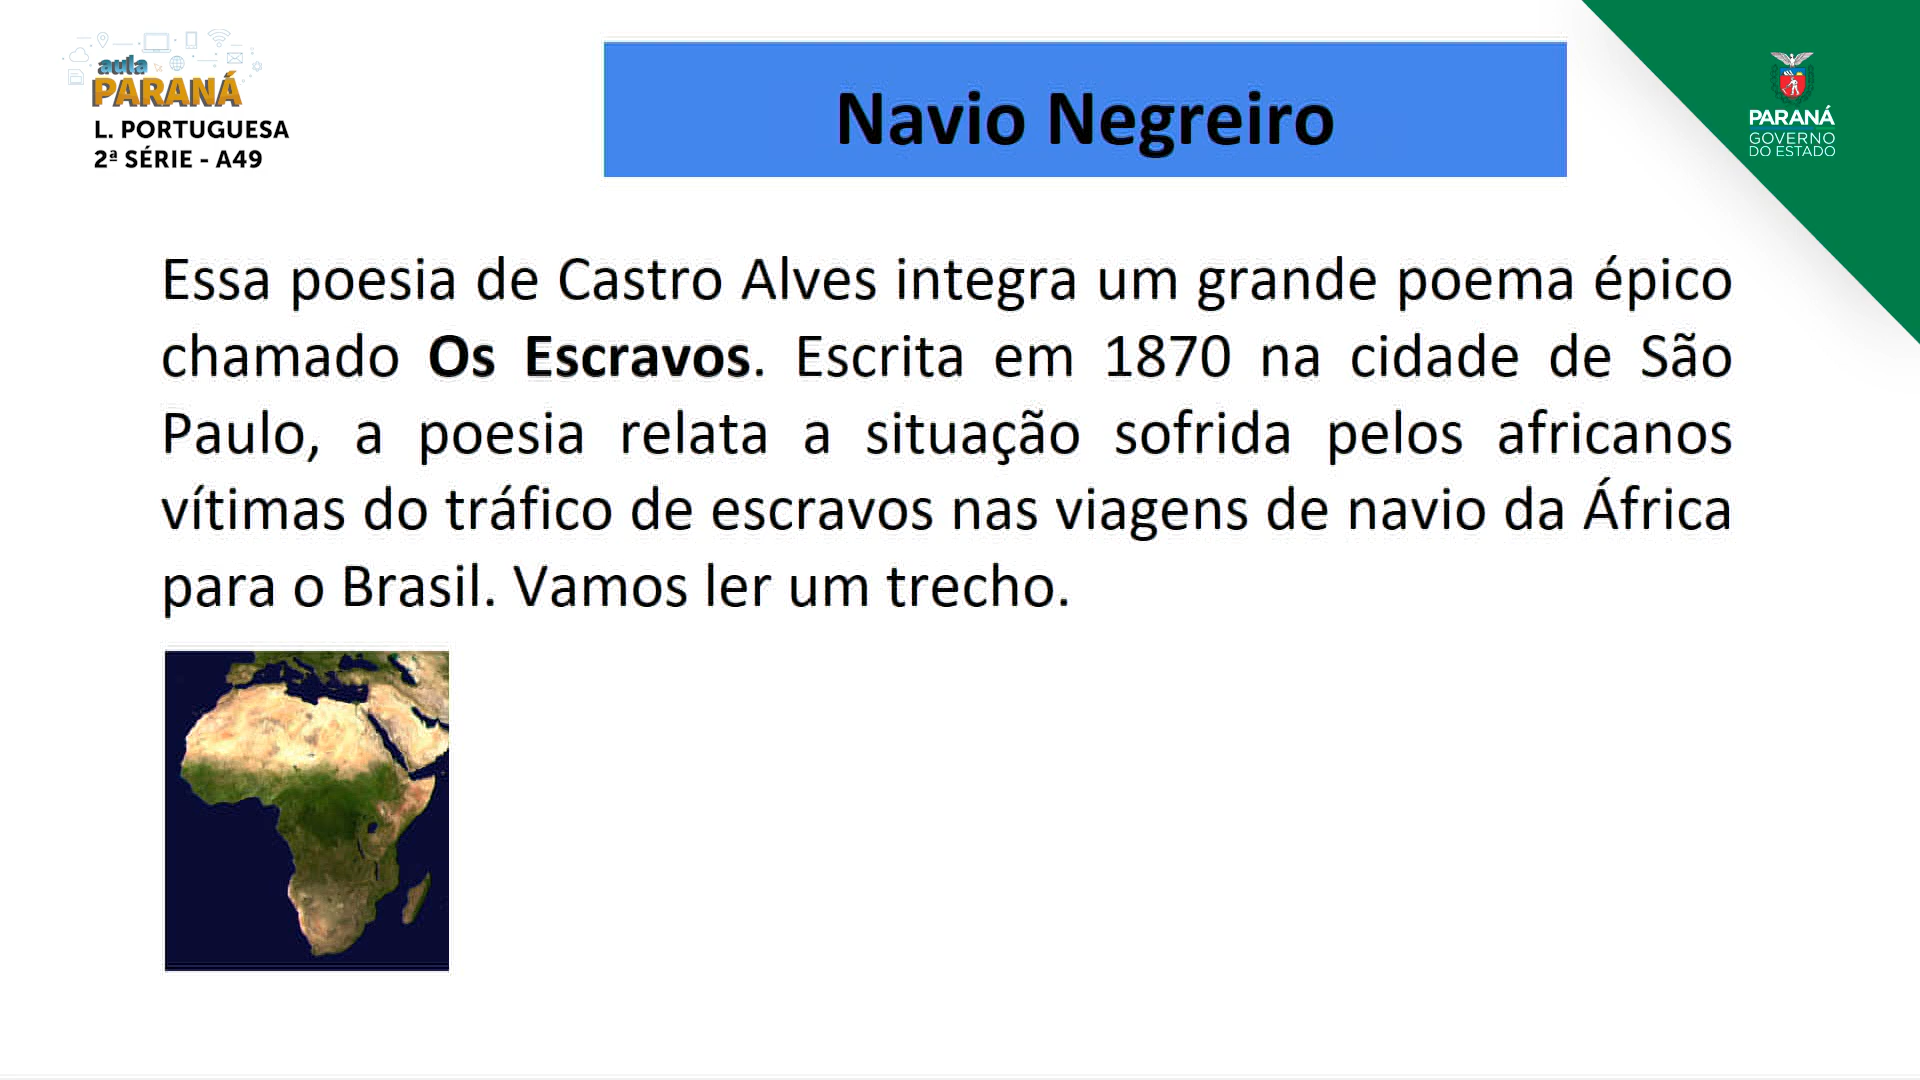 aula
PARANÁ
L. PORTUGUESA
2ª SÉRIE - A49
Navio Negreiro
PARANÁ
GOVERNO
DO ESTADO
Essa poesia de Castro Alves integra um grande poema épico
chamado Os Escravos. Escrita em 1870 na cidade de São
Paulo, a poesia relata a situação sofrida pelos africanos
vítimas do tráfico de escravos nas viagens de navio da África
para o Brasil. Vamos ler um trecho.